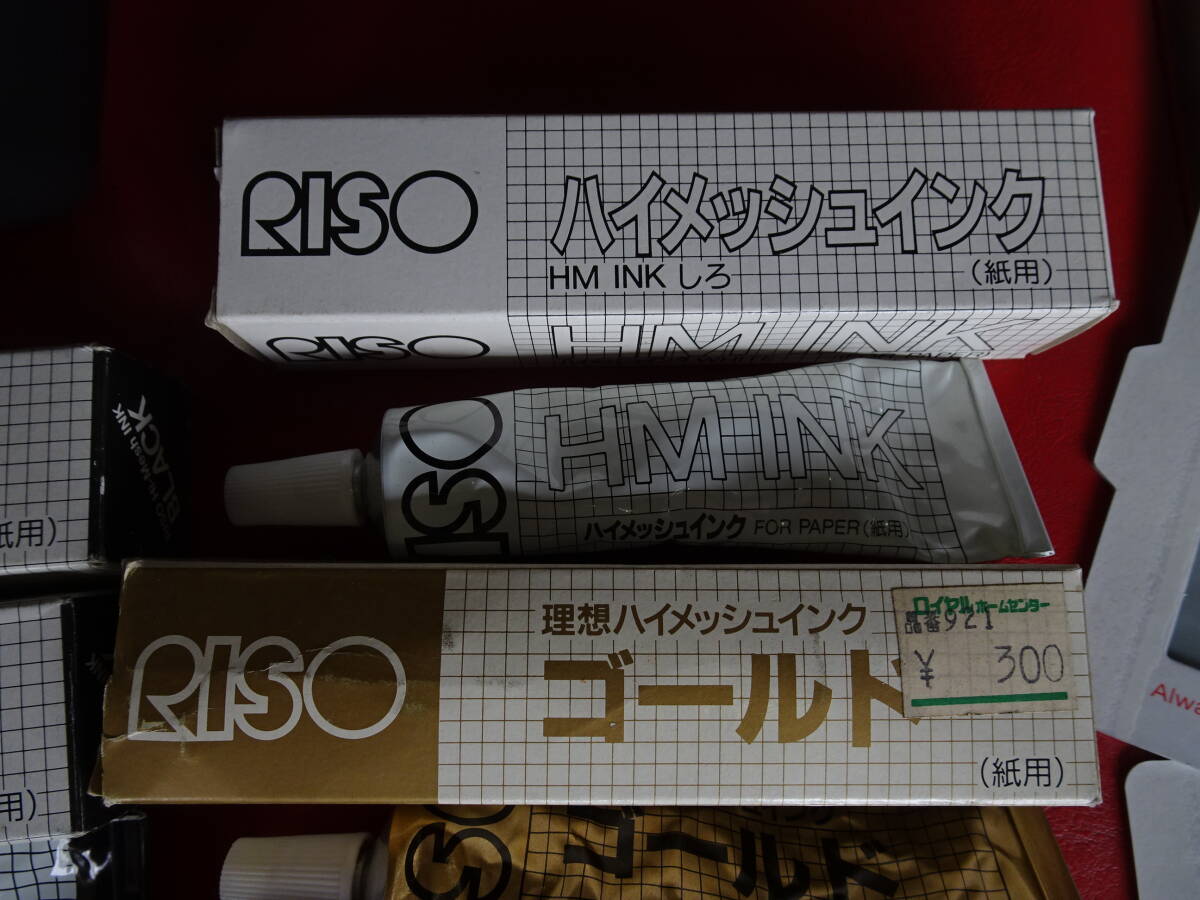 RISO
ハイメッシュインク
HM INK しろ
(紙用)
RISO
HM INK
Hi-Mesh INK
BLACK
紙用)
RISO
HM INK
ハイメッシュインク FOR PAPER (紙用)
RISO
理想ハイメッシュインク
ゴールド
(紙用)
ロイヤルホームセンター
品番921
¥ 300
用)
Alwa
ゴールド